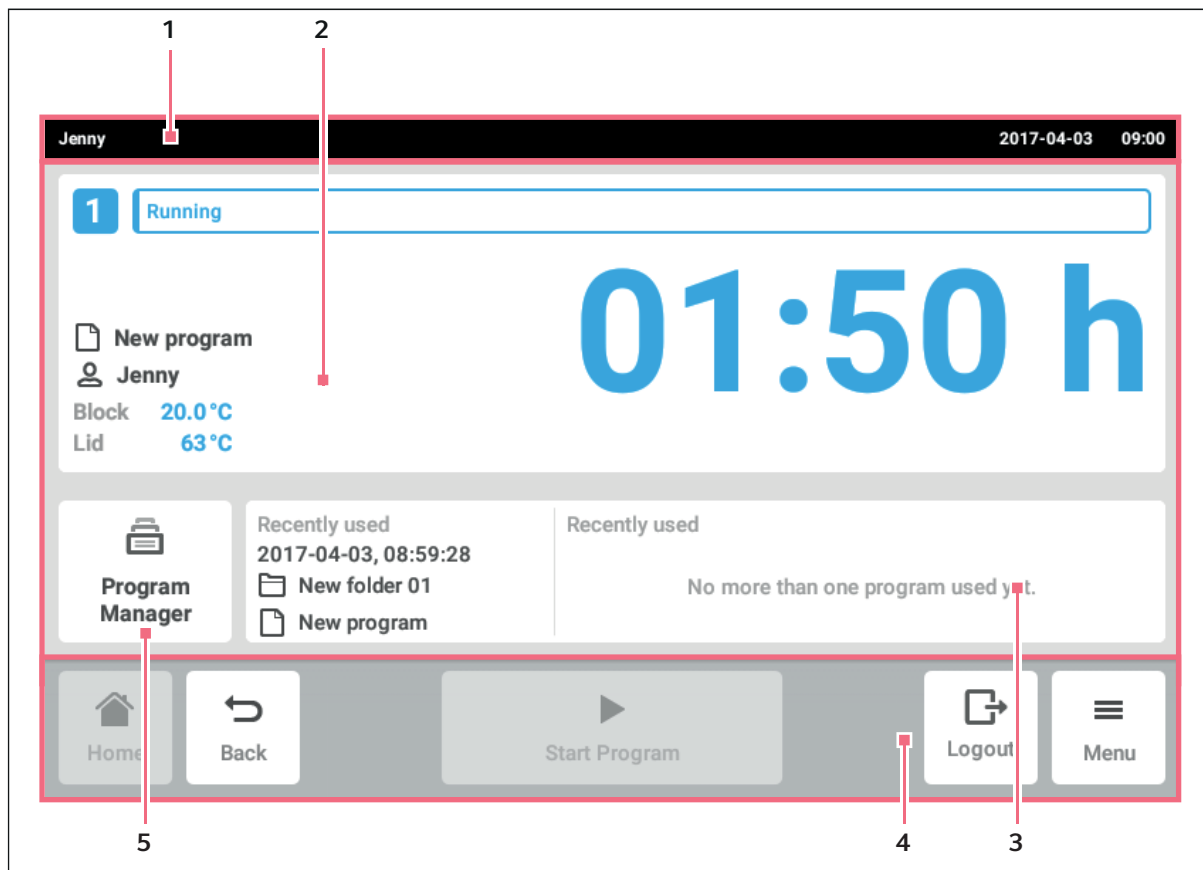 1 2
Jenny 2017-04-03 09:00
1 Running
01:50 h
New program
Jenny
Block 20.0 °C
Lid 63 °C
Program
Manager
Recently used
2017-04-03, 08:59:28
New folder 01
New program
Recently used
No more than one program used yet.
Home Back Start Program Logout Menu
5 4 3